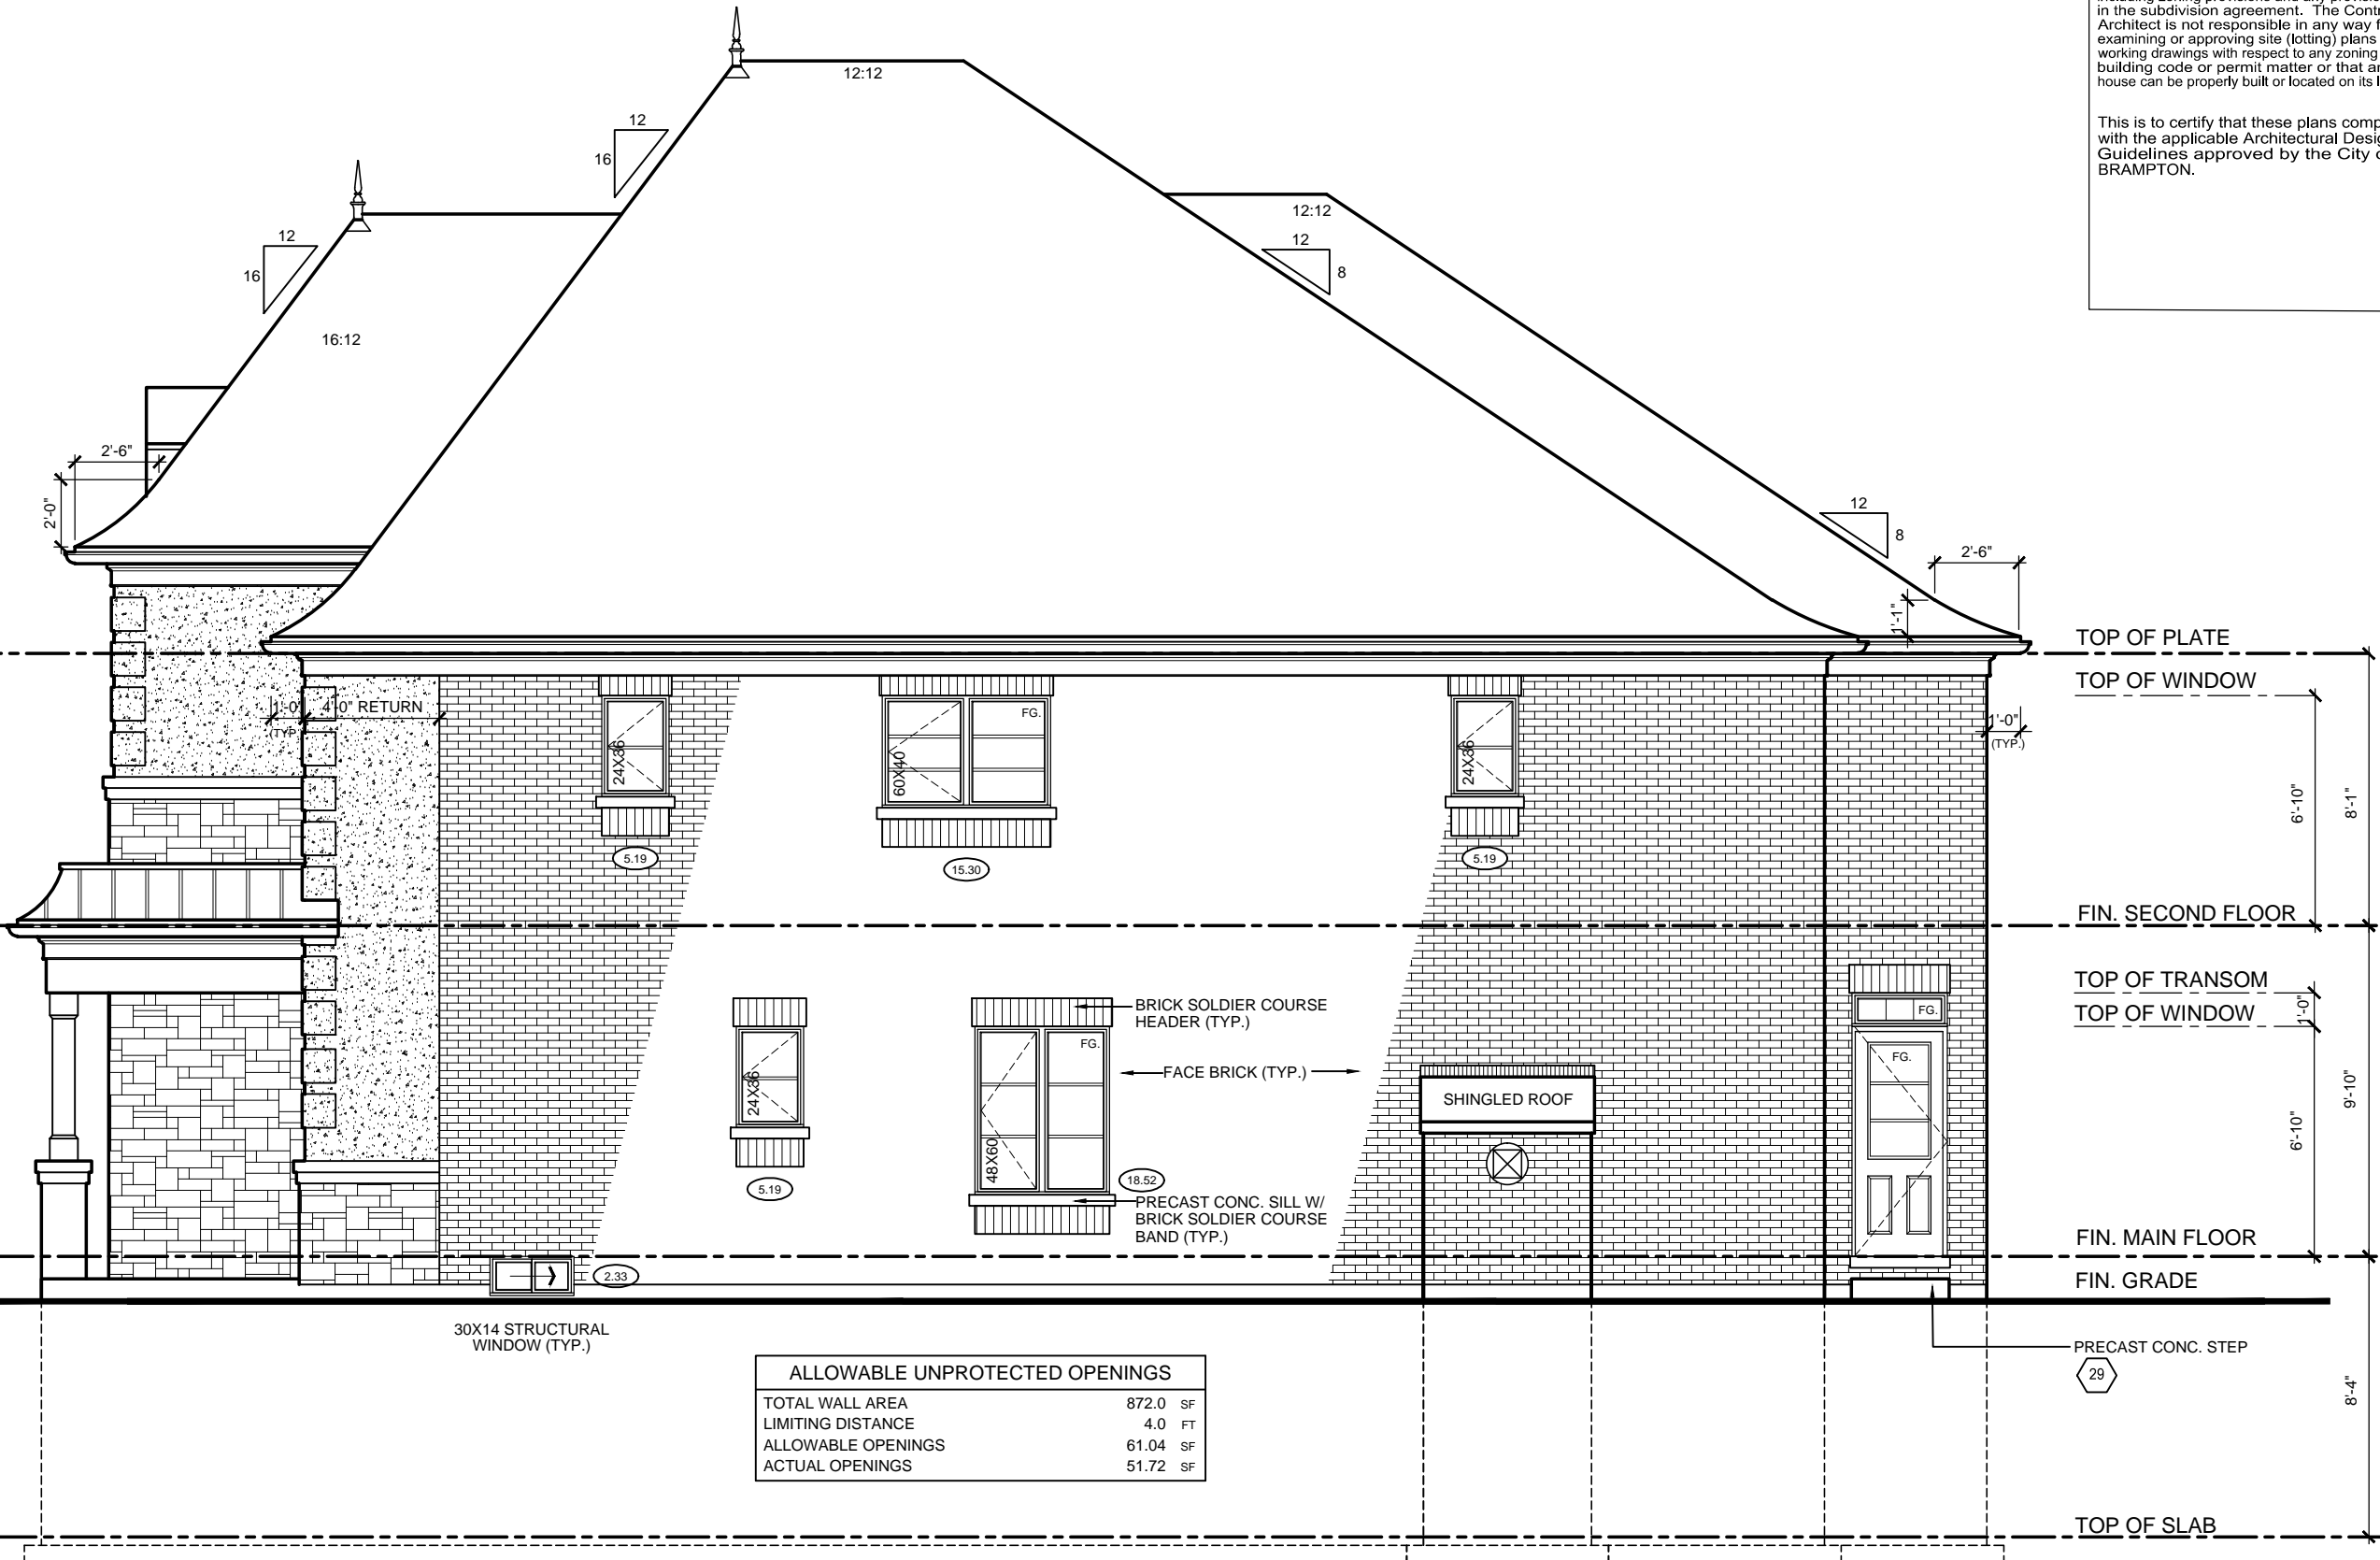 in the subdivision agreement. The Contr
Architect is not responsible in any way f
examining or approving site (lotting) plans
working drawings with respect to any zoning
building code or permit matter or that a
house can be properly built or located on its l
This is to certify that these plans comp
with the applicable Architectural Desig
Guidelines approved by the City o
BRAMPTON.
12:12
12
16
12
16
16:12
12:12
12
8
12
8
2'-6"
2'-0"
2'-6"
1'-1"
TOP OF PLATE
TOP OF WINDOW
1'-0"
(TYP.)
4'-0" RETURN
1'-0"
(TYP.)
24X36
60X40
FG.
24X36
5.19
15.30
5.19
6'-10"
8'-1"
FIN. SECOND FLOOR
TOP OF TRANSOM
TOP OF WINDOW
1'-0"
BRICK SOLDIER COURSE
HEADER (TYP.)
FACE BRICK (TYP.)
24X36
FG.
48X60
SHINGLED ROOF
FG.
FG.
5.19
18.52
PRECAST CONC. SILL W/
BRICK SOLDIER COURSE
BAND (TYP.)
6'-10"
9'-10"
FIN. MAIN FLOOR
FIN. GRADE
2.33
30X14 STRUCTURAL
WINDOW (TYP.)
PRECAST CONC. STEP
29
8'-4"
ALLOWABLE UNPROTECTED OPENINGS
TOTAL WALL AREA 872.0 SF
LIMITING DISTANCE 4.0 FT
ALLOWABLE OPENINGS 61.04 SF
ACTUAL OPENINGS 51.72 SF
TOP OF SLAB